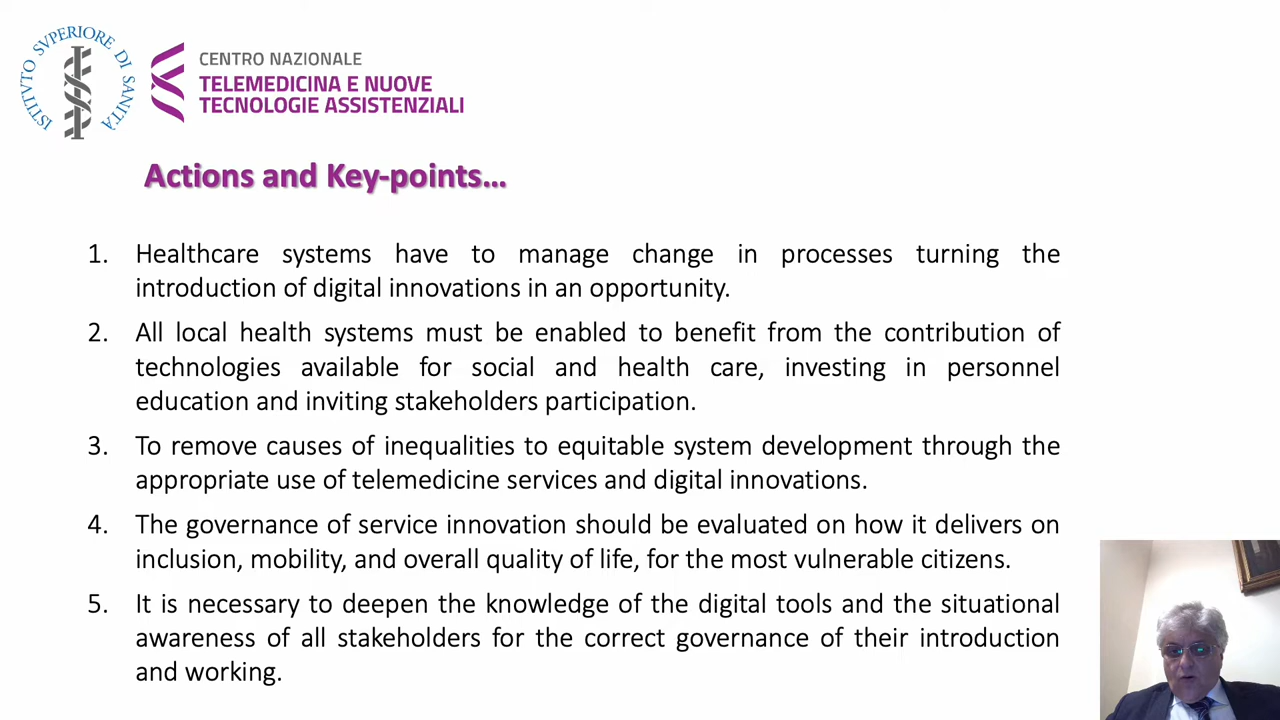 ISTITVTO SVPERIORE DI SANITÀ
CENTRO NAZIONALE
TELEMEDICINA E NUOVE
TECNOLOGIE ASSISTENZIALI
Actions and Key-points...
1. Healthcare systems have to manage change in processes turning the
introduction of digital innovations in an opportunity.
2. All local health systems must be enabled to benefit from the contribution of
technologies available for social and health care, investing in personnel
education and inviting stakeholders participation.
3. To remove causes of inequalities to equitable system development through the
appropriate use of telemedicine services and digital innovations.
4. The governance of service innovation should be evaluated on how it delivers on
inclusion, mobility, and overall quality of life, for the most vulnerable citizens.
5. It is necessary to deepen the knowledge of the digital tools and the situational
awareness of all stakeholders for the correct governance of their introduction
and working.